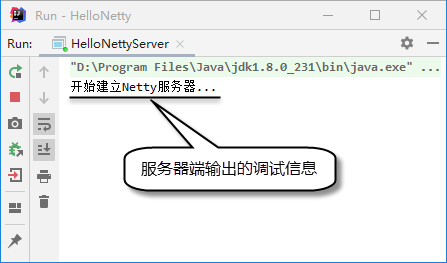 Run - HelloNetty
Run: HelloNettyServer
"D:\Program Files\Java\jdk1.8.0_231\bin\java.exe" ...
开始建立Netty服务器...
服务器端输出的调试信息